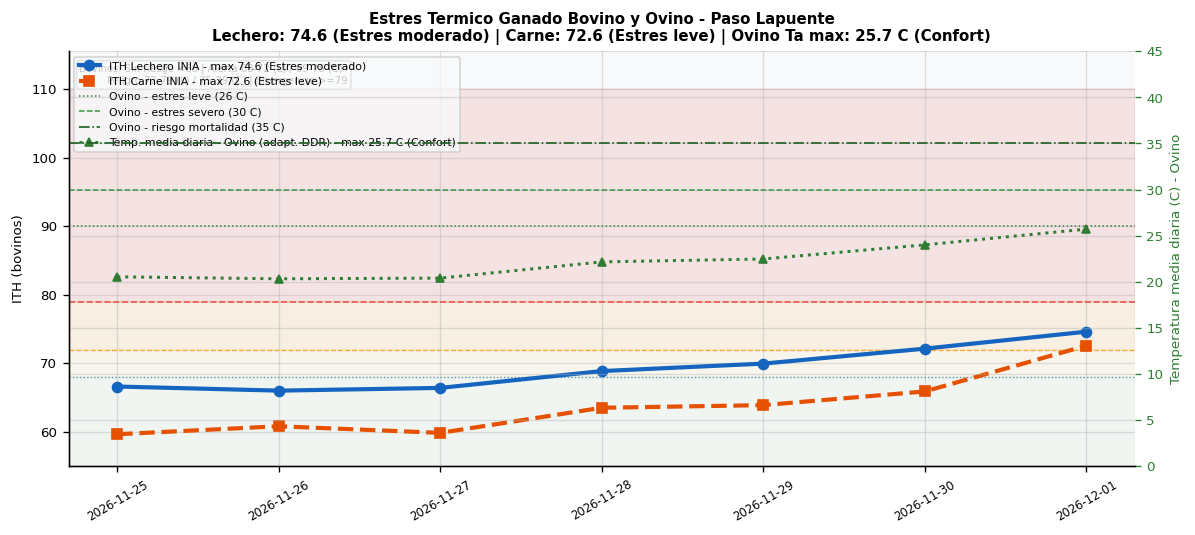 Estres Termico Ganado Bovino y Ovino - Paso Lapuente
Lechero: 74.6 (Estres moderado) | Carne: 72.6 (Estres leve) | Ovino Ta max: 25.7 C (Confort)
ITH Lechero INIA - max 74.6 (Estres moderado)
ITH Carne INIA - max 72.6 (Estres leve)
Ovino - estres leve (26 C)
Ovino - estres severo (30 C)
Ovino - riesgo mortalidad (35 C)
Temp. media diaria - Ovino (adapt. DDR) - max 25.7 C (Confort)
>=79
ITH (bovinos)
110
100
90
80
70
60
45
40
35
30
25
20
15
10
5
0
Temperatura media diaria (C) - Ovino
2026-11-25
2026-11-26
2026-11-27
2026-11-28
2026-11-29
2026-11-30
2026-12-01